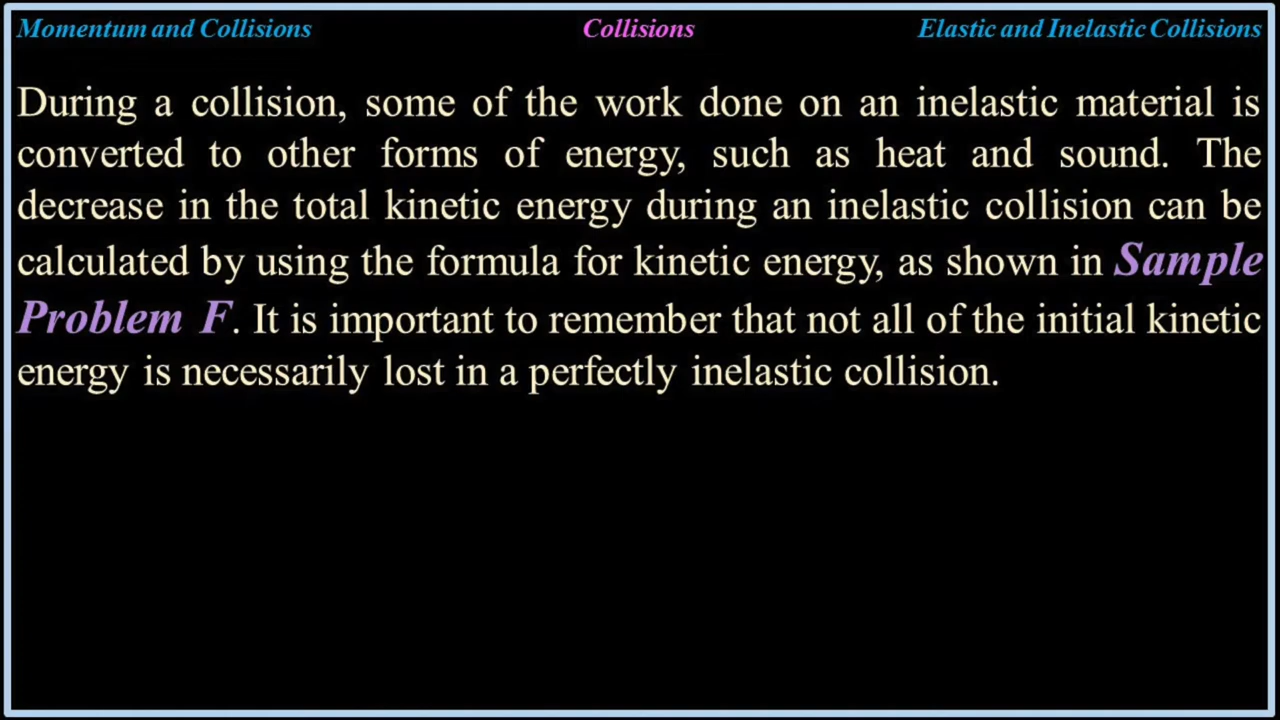 Momentum and Collisions Collisions Elastic and Inelastic Collisions
During a collision, some of the work done on an inelastic material is
converted to other forms of energy, such as heat and sound. The
decrease in the total kinetic energy during an inelastic collision can be
calculated by using the formula for kinetic energy, as shown in Sample
Problem F. It is important to remember that not all of the initial kinetic
energy is necessarily lost in a perfectly inelastic collision.